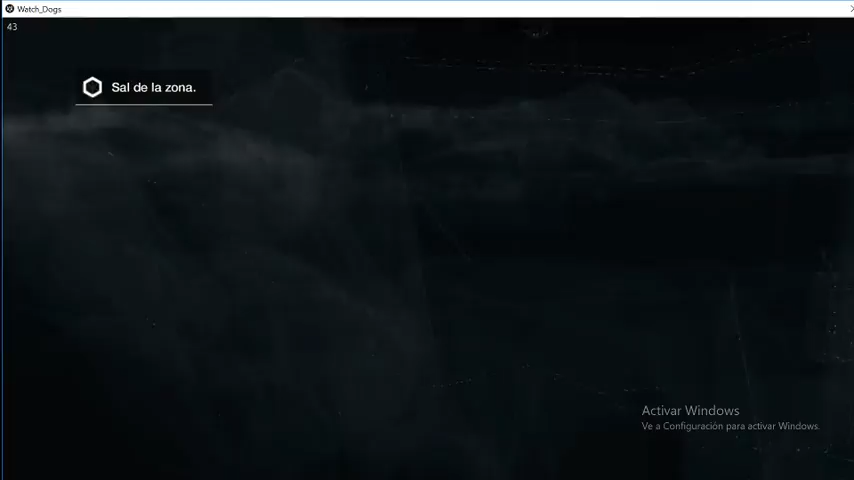 Watch_Dogs
43
Sal de la zona.
Activar Windows
Ve a Configuración para activar Windows.